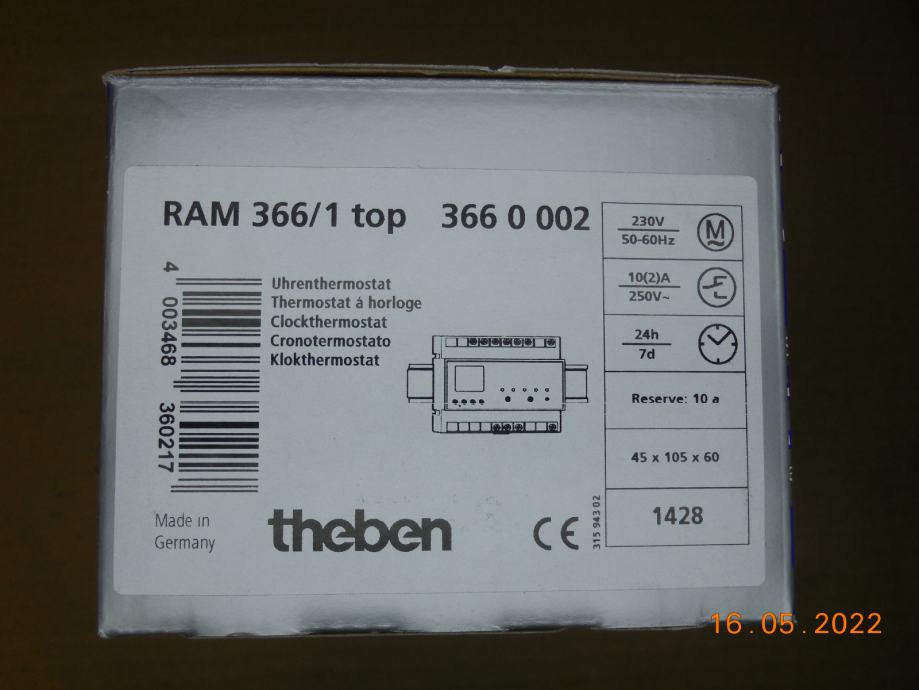 RAM 366/1 top 366 0 002
4 003468 360217
Uhrenthermostat
Thermostat á horloge
Clockthermostat
Cronotermostato
Klokthermostat
Made in
Germany
theben
CE
315 943 02
230V
50-60Hz
M
10(2)A
250V~
24h
7d
Reserve: 10 a
45 x 105 x 60
1428
16.05.2022